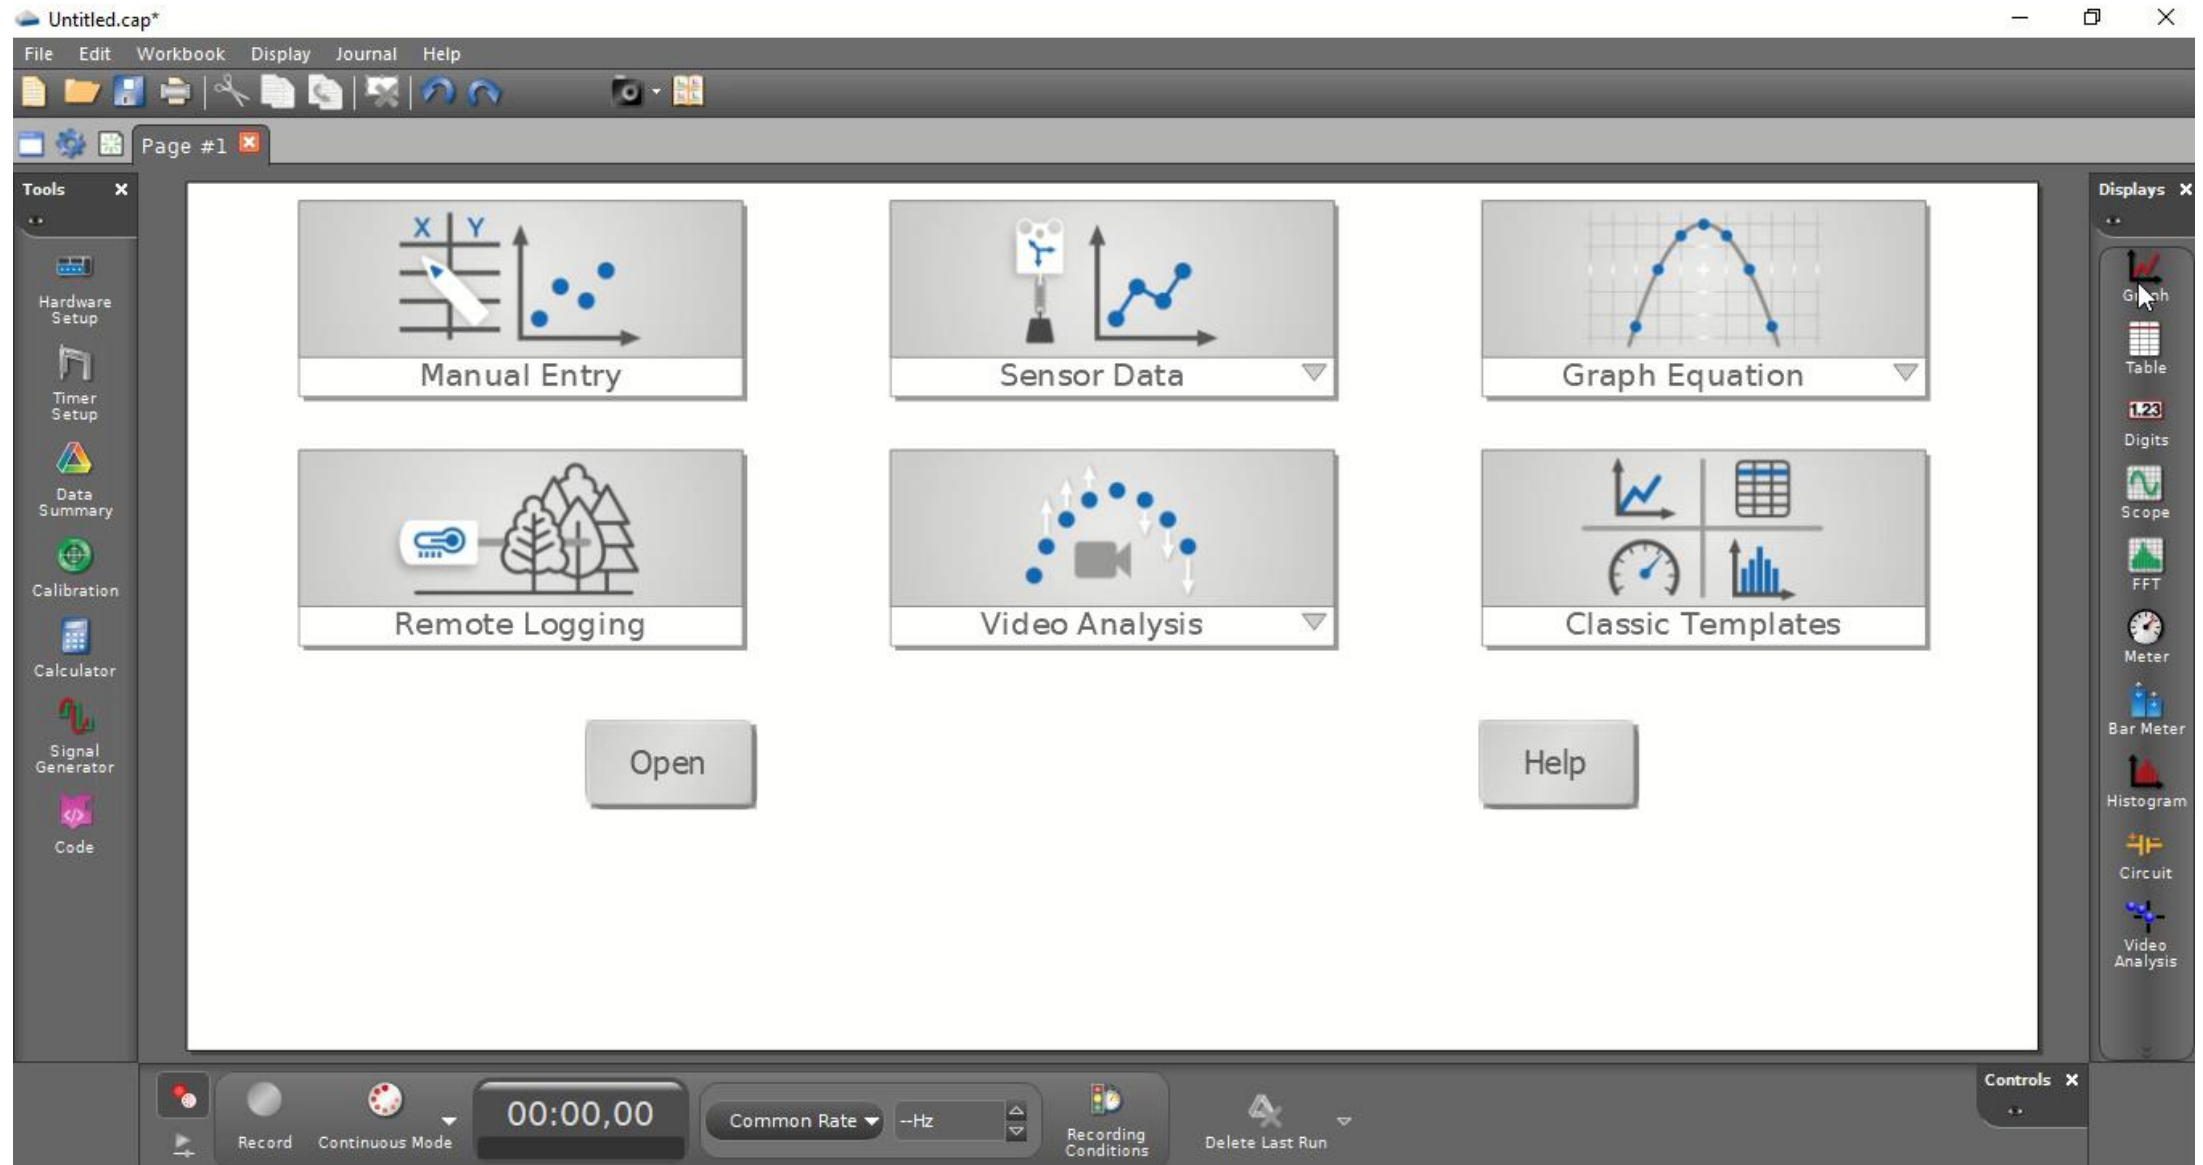 Untitled.cap*
File Edit Workbook Display Journal Help
Page #1
Tools
Hardware
Setup
Timer
Setup
Data
Summary
Calibration
Calculator
Signal
Generator
Code
X Y
Manual Entry
Sensor Data
Graph Equation
Remote Logging
Video Analysis
Classic Templates
Open
Help
Displays
Table
1.23
Digits
Scope
FFT
Meter
Bar Meter
Histogram
Circuit
Video
Analysis
Record
Continuous Mode
00:00,00
Common Rate
--Hz
Recording
Conditions
Delete Last Run
Controls